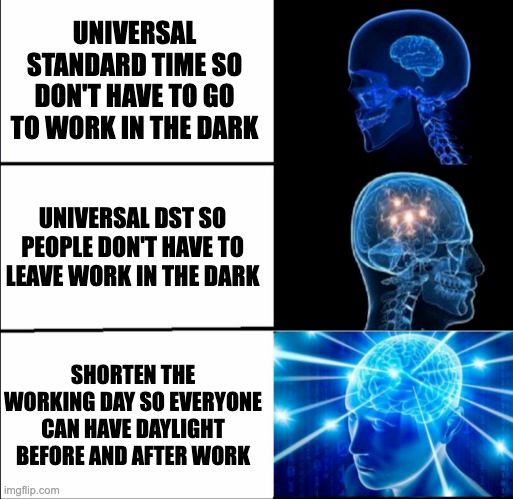 UNIVERSAL
STANDARD TIME SO
DON'T HAVE TO GO
TO WORK IN THE DARK
UNIVERSAL DST SO
PEOPLE DON'T HAVE TO
LEAVE WORK IN THE DARK
SHORTEN THE
WORKING DAY SO EVERYONE
CAN HAVE DAYLIGHT
BEFORE AND AFTER WORK
imgflip.com